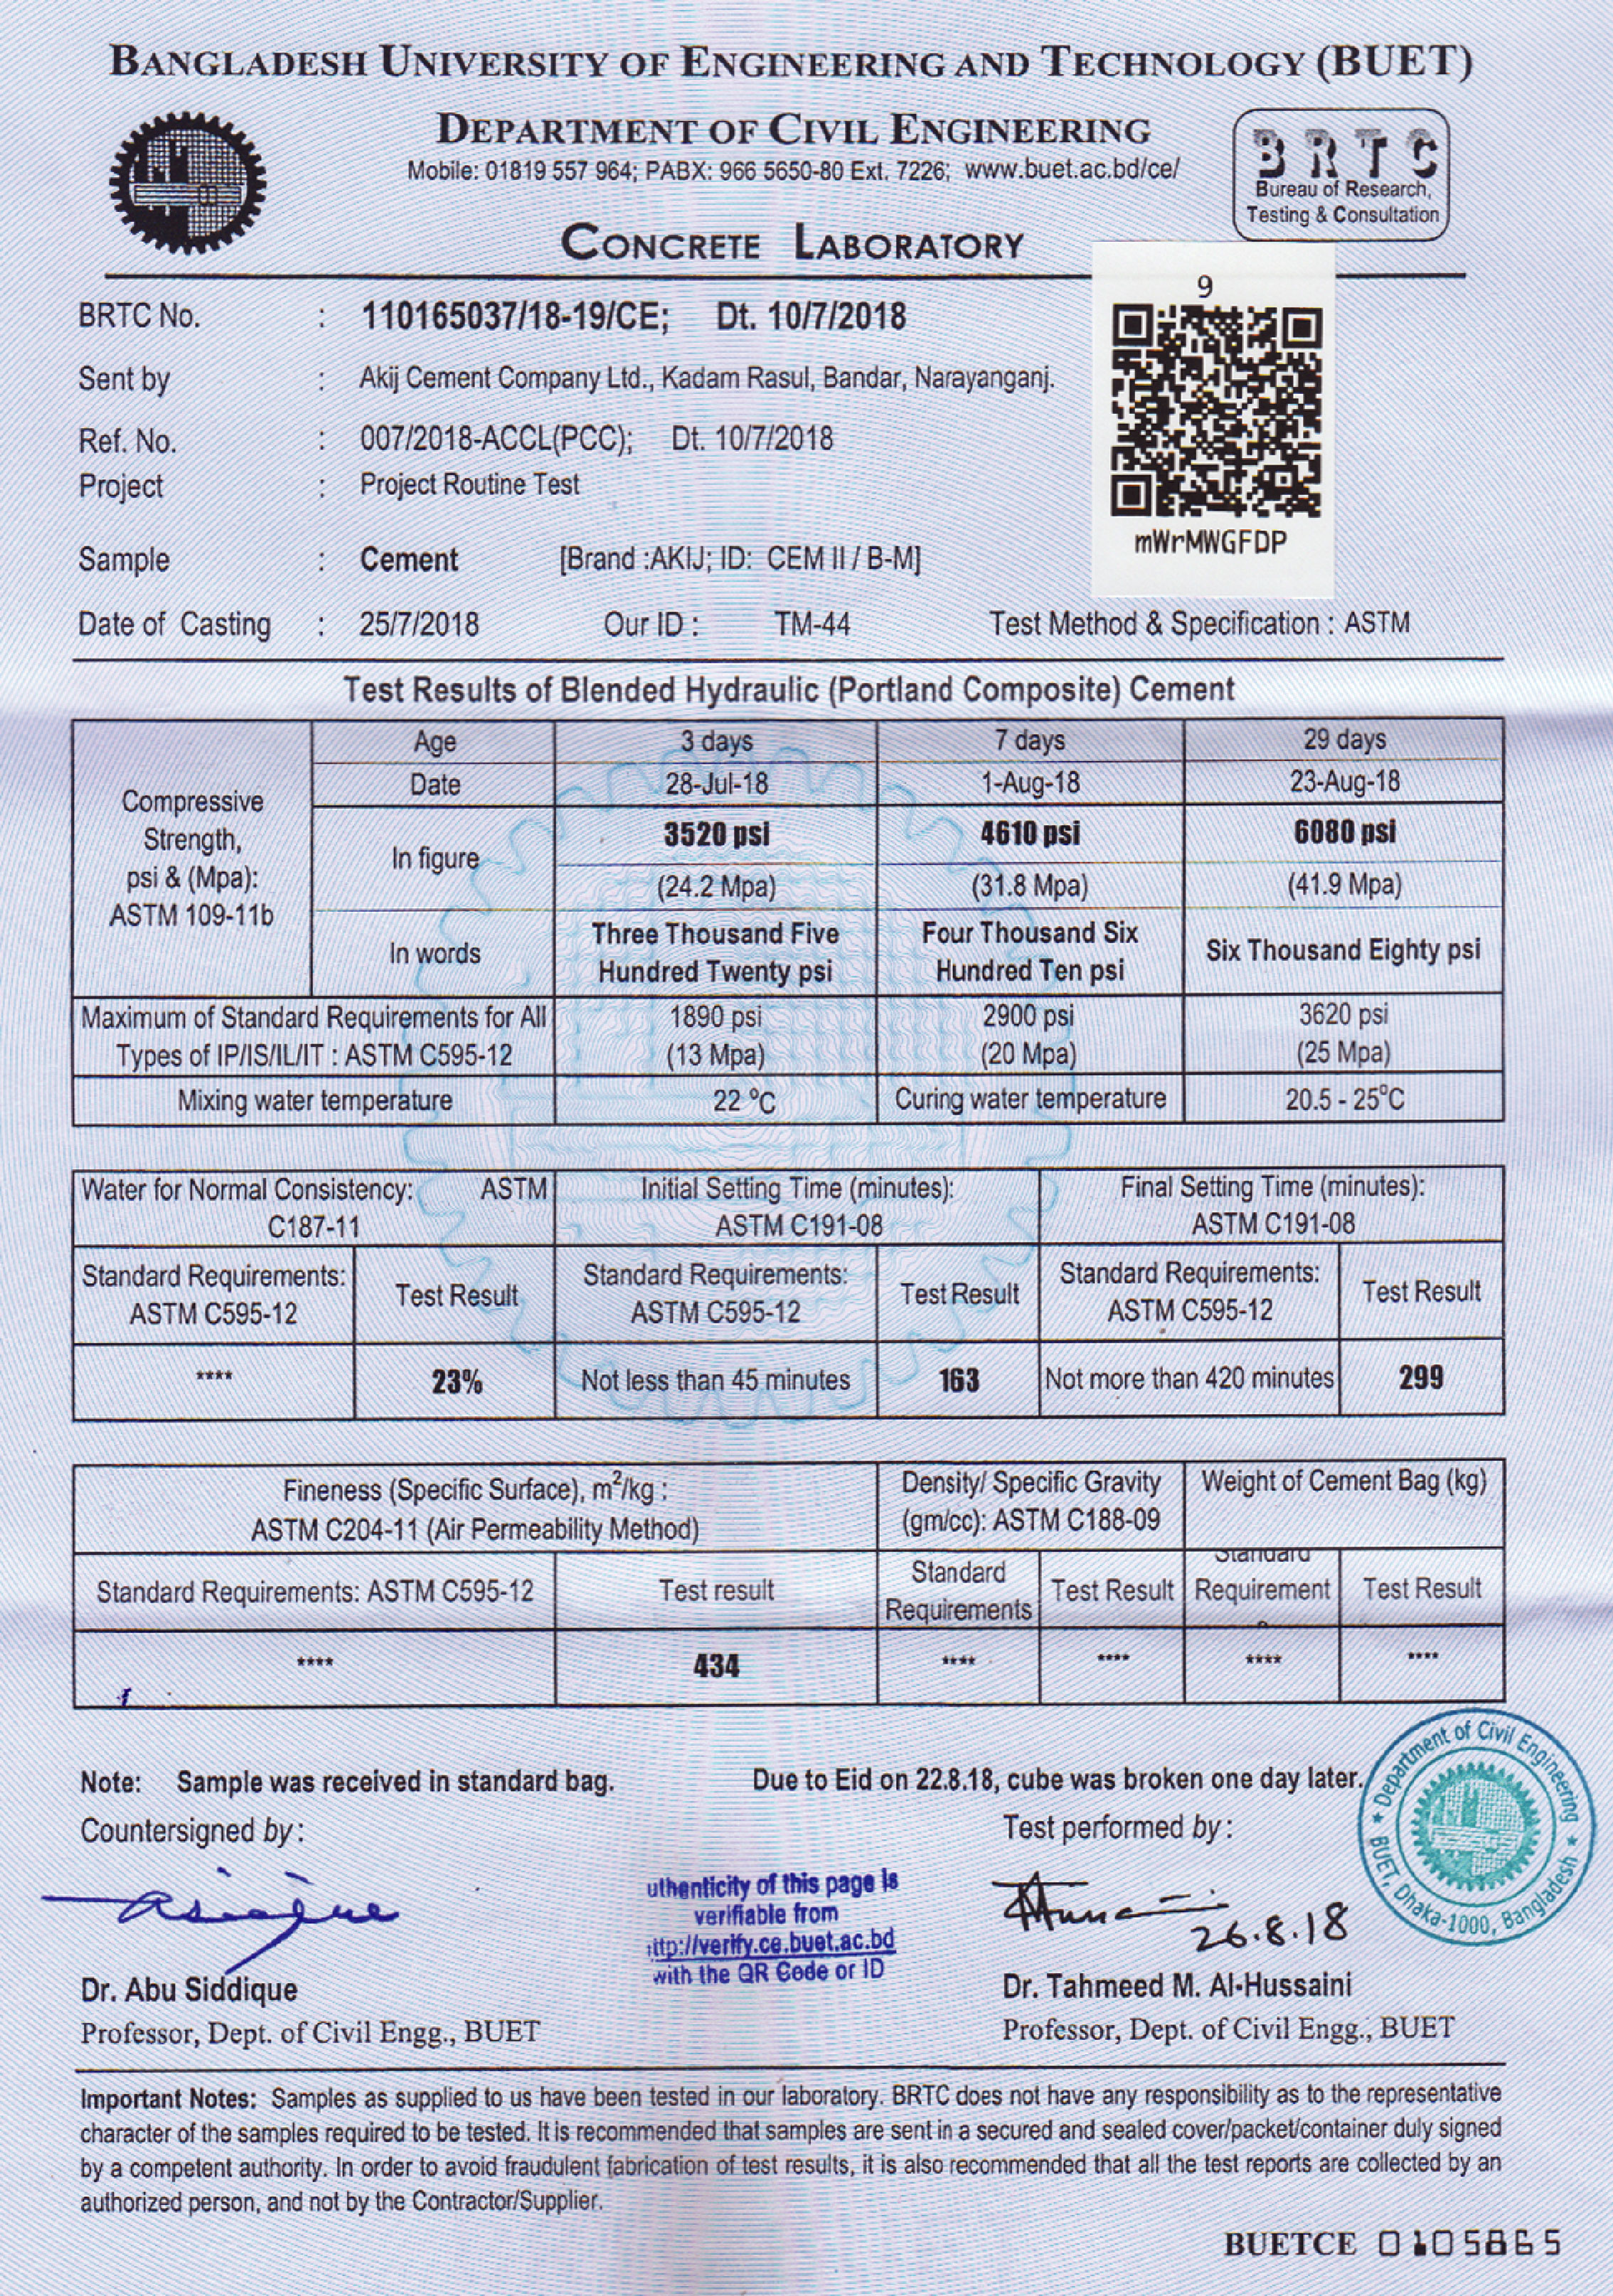 BANGLADESH UNIVERSITY OF ENGINEERING AND TECHNOLOGY (BUET)
DEPARTMENT OF CIVIL ENGINEERING
Mobile: 01819 557 964; PABX: 966 5650-80 Ext. 7226; www.buet.ac.bd/ce/
BRTC
Bureau of Research,
Testing & Consultation
CONCRETE LABORATORY
9
BRTC No. : 110165037/18-19/CE; Dt. 10/7/2018
Sent by : Akij Cement Company Ltd., Kadam Rasul, Bandar, Narayanganj.
Ref. No. : 007/2018-ACCL(PCC); Dt. 10/7/2018
Project : Project Routine Test
mWrMWGFDP
Sample : Cement [Brand :AKIJ; ID: CEM II / B-M]
Date of Casting : 25/7/2018 Our ID : TM-44 Test Method & Specification : ASTM
Test Results of Blended Hydraulic (Portland Composite) Cement
Compressive
Strength,
psi & (Mpa):
ASTM 109-11b
Age 3 days 7 days 29 days
Date 28-Jul-18 1-Aug-18 23-Aug-18
In figure 3520 psi 4610 psi 6080 psi
(24.2 Mpa) (31.8 Mpa) (41.9 Mpa)
In words Three Thousand Five Hundred Twenty psi Four Thousand Six Hundred Ten psi Six Thousand Eighty psi
Maximum of Standard Requirements for All 1890 psi 2900 psi 3620 psi
Types of IP/IS/IL/IT : ASTM C595-12 (13 Mpa) (20 Mpa) (25 Mpa)
Mixing water temperature 22 °C Curing water temperature 20.5 - 25°C
Water for Normal Consistency: ASTM Initial Setting Time (minutes): Final Setting Time (minutes):
C187-11 ASTM C191-08 ASTM C191-08
Standard Requirements: Test Result Standard Requirements: Test Result Standard Requirements: Test Result
ASTM C595-12 ASTM C595-12 ASTM C595-12
**** 23% Not less than 45 minutes 163 Not more than 420 minutes 299
Fineness (Specific Surface), m²/kg : Density/ Specific Gravity Weight of Cement Bag (kg)
ASTM C204-11 (Air Permeability Method) (gm/cc): ASTM C188-09
Standard Requirements: ASTM C595-12 Test result Standard Requirements Test Result Standard Requirement Test Result
**** 434 **** **** **** ****
Note: Sample was received in standard bag. Due to Eid on 22.8.18, cube was broken one day later.
Countersigned by : Test performed by :
Department of Civil Engineering
BUET, Dhaka-1000, Bangladesh
uthenticity of this page is
verifiable from
ttp://verify.ce.buet.ac.bd
with the QR Code or ID
26.8.18
Dr. Abu Siddique Dr. Tahmeed M. Al-Hussaini
Professor, Dept. of Civil Engg., BUET Professor, Dept. of Civil Engg., BUET
Important Notes: Samples as supplied to us have been tested in our laboratory. BRTC does not have any responsibility as to the representative
character of the samples required to be tested. It is recommended that samples are sent in a secured and sealed cover/packet/container duly signed
by a competent authority. In order to avoid fraudulent fabrication of test results, it is also recommended that all the test reports are collected by an
authorized person, and not by the Contractor/Supplier.
BUETCE 0105865